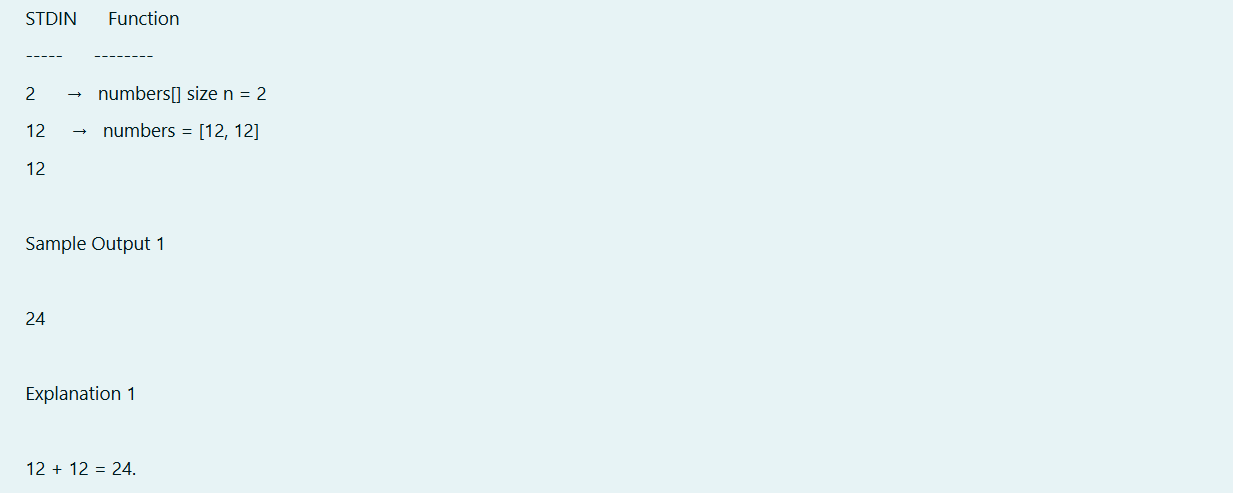 STDIN Function
----- --------
2 → numbers[] size n = 2
12 → numbers = [12, 12]
12
Sample Output 1
24
Explanation 1
12 + 12 = 24.